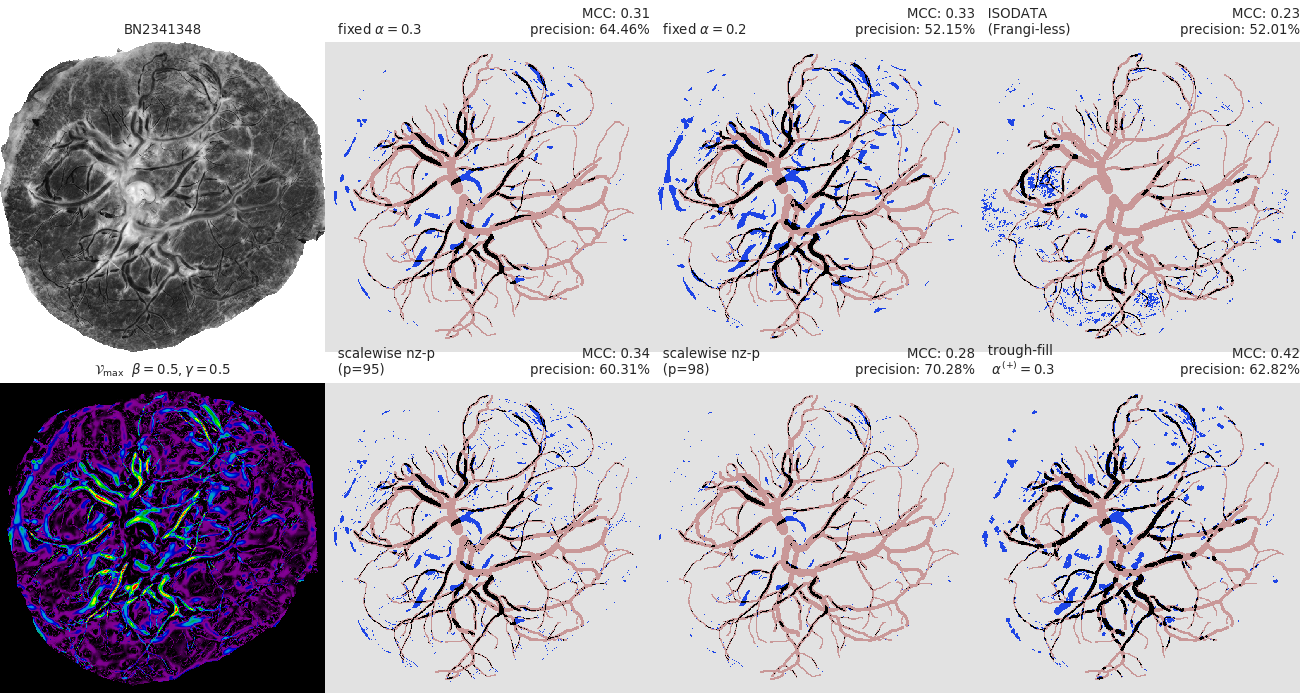 BN2341348
fixed α = 0.3
MCC: 0.31
precision: 64.46%
fixed α = 0.2
MCC: 0.33
precision: 52.15%
ISODATA
(Frangi-less)
MCC: 0.23
precision: 52.01%
𝒱max β = 0.5, γ = 0.5
scalewise nz-p
(p=95)
MCC: 0.34
precision: 60.31%
scalewise nz-p
(p=98)
MCC: 0.28
precision: 70.28%
trough-fill
α(+) = 0.3
MCC: 0.42
precision: 62.82%